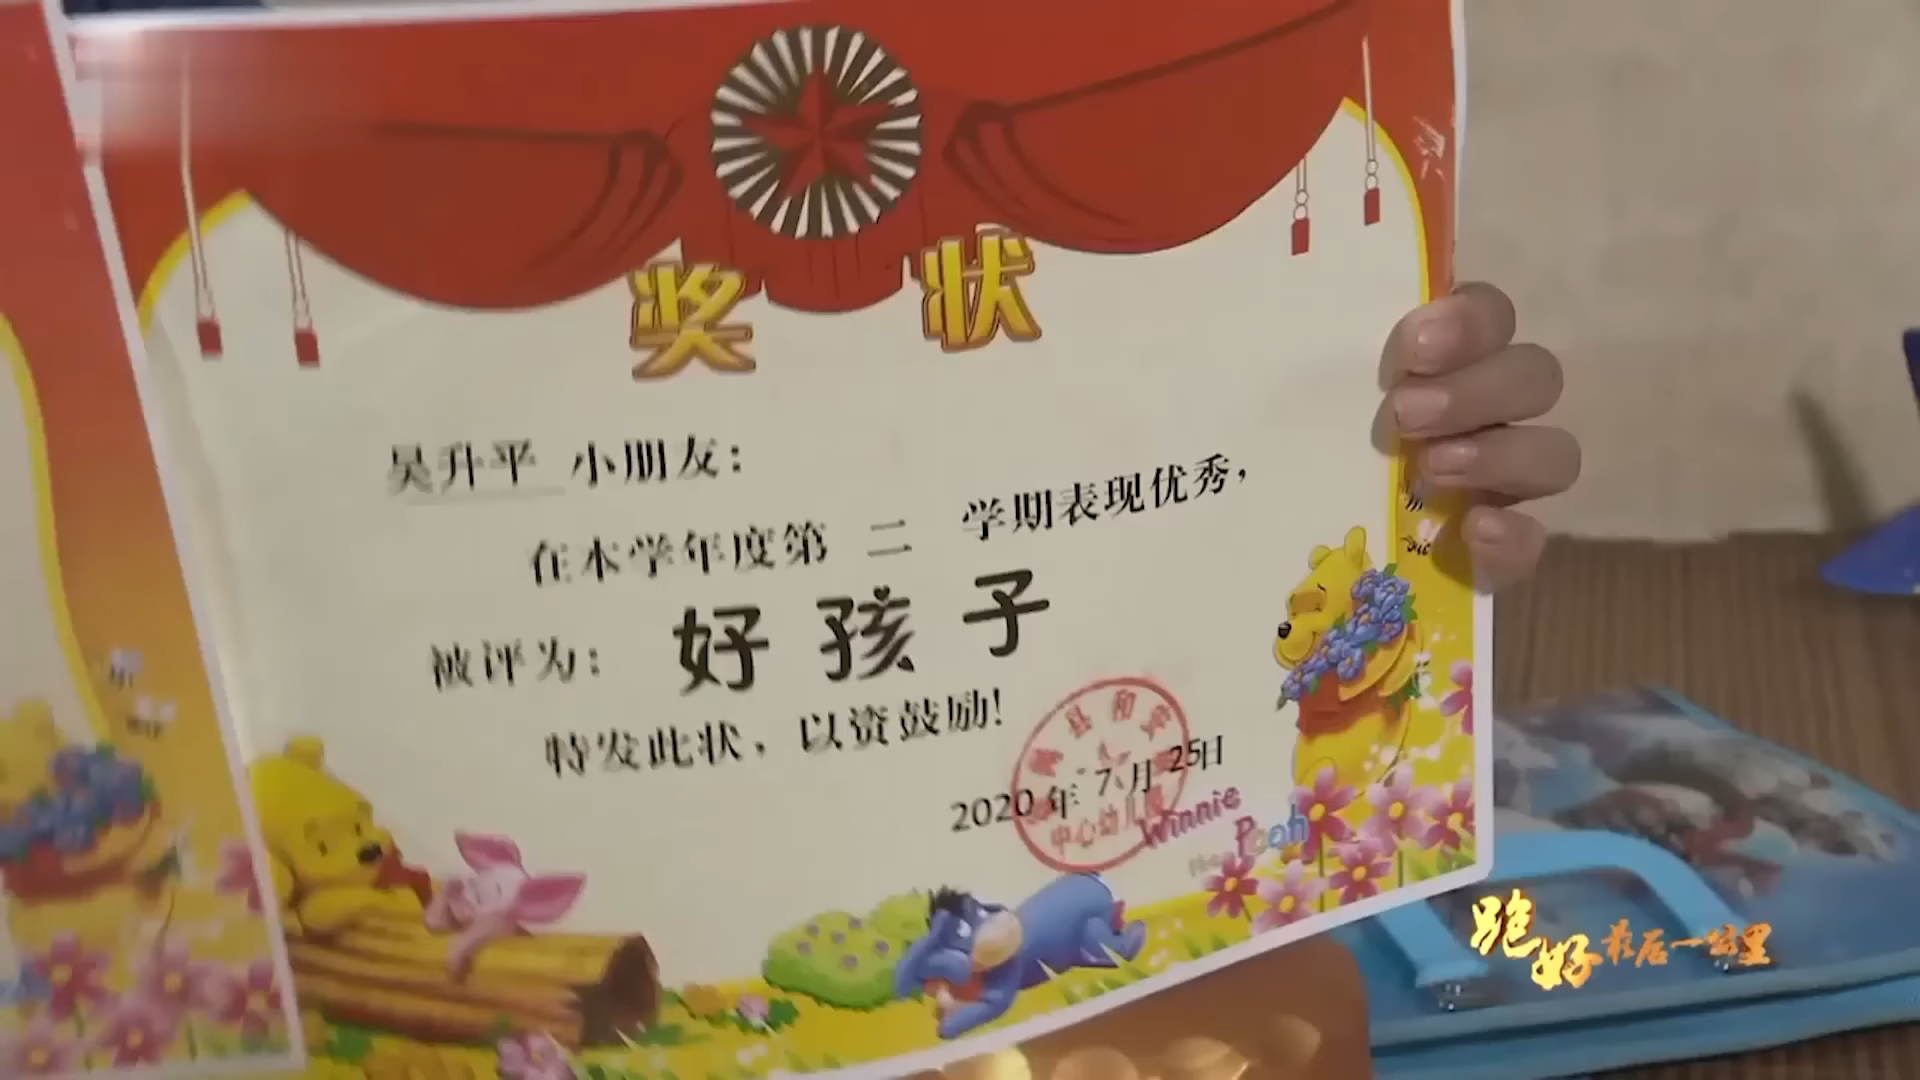 奖 状
吴升平 小朋友：
在本学年度第 二 学期表现优秀，
被评为： 好孩子
特发此状，以资鼓励！
2020年7月25日
中心幼儿园
Winnie
the Pooh
跑好最后一公里